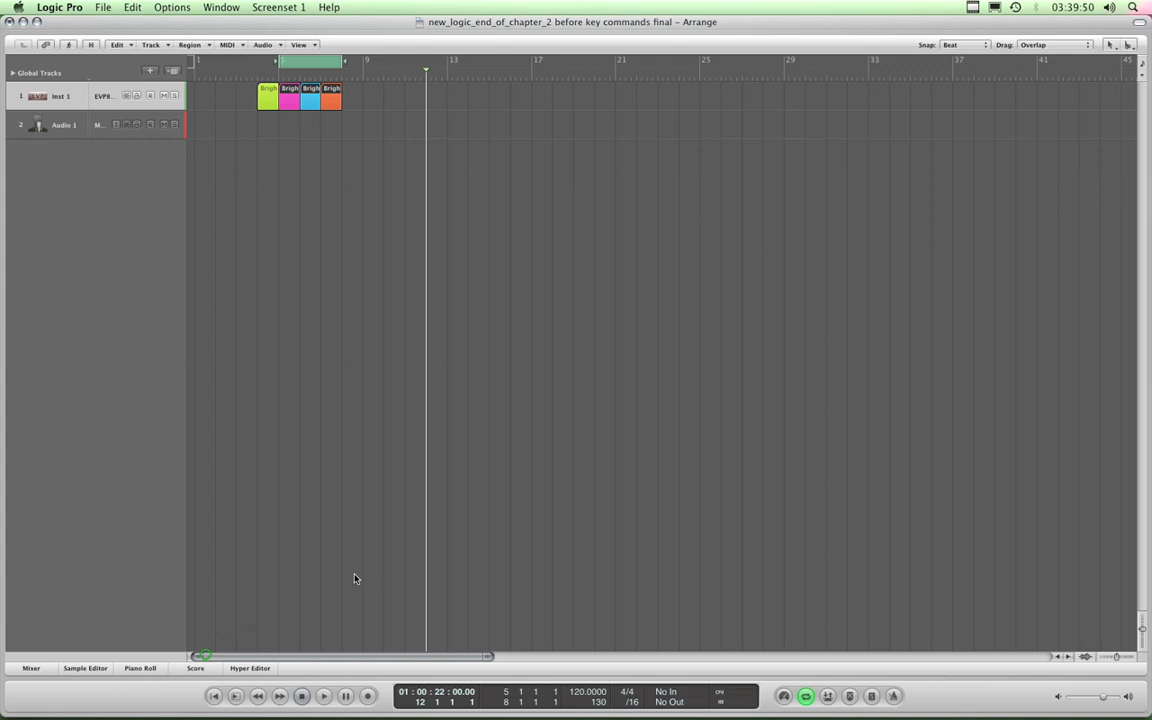 Logic Pro File Edit Options Window Screenset 1 Help 03:39:50
new_logic_end_of_chapter_2 before key commands final - Arrange
H Edit Track Region MIDI Audio View Snap: Beat Drag: Overlap
1 5 9 13 17 21 25 29 33 37 41 45
Global Tracks
1 Inst 1 EVP8... R M S Brigh Brigh Brigh Brigh
2 Audio 1 M... I R M S
Mixer Sample Editor Piano Roll Score Hyper Editor
01:00:22:00.00 5 1 1 1 120.0000 4/4 No In CPU
12 1 1 1 8 1 1 1 130 /16 No Out HD